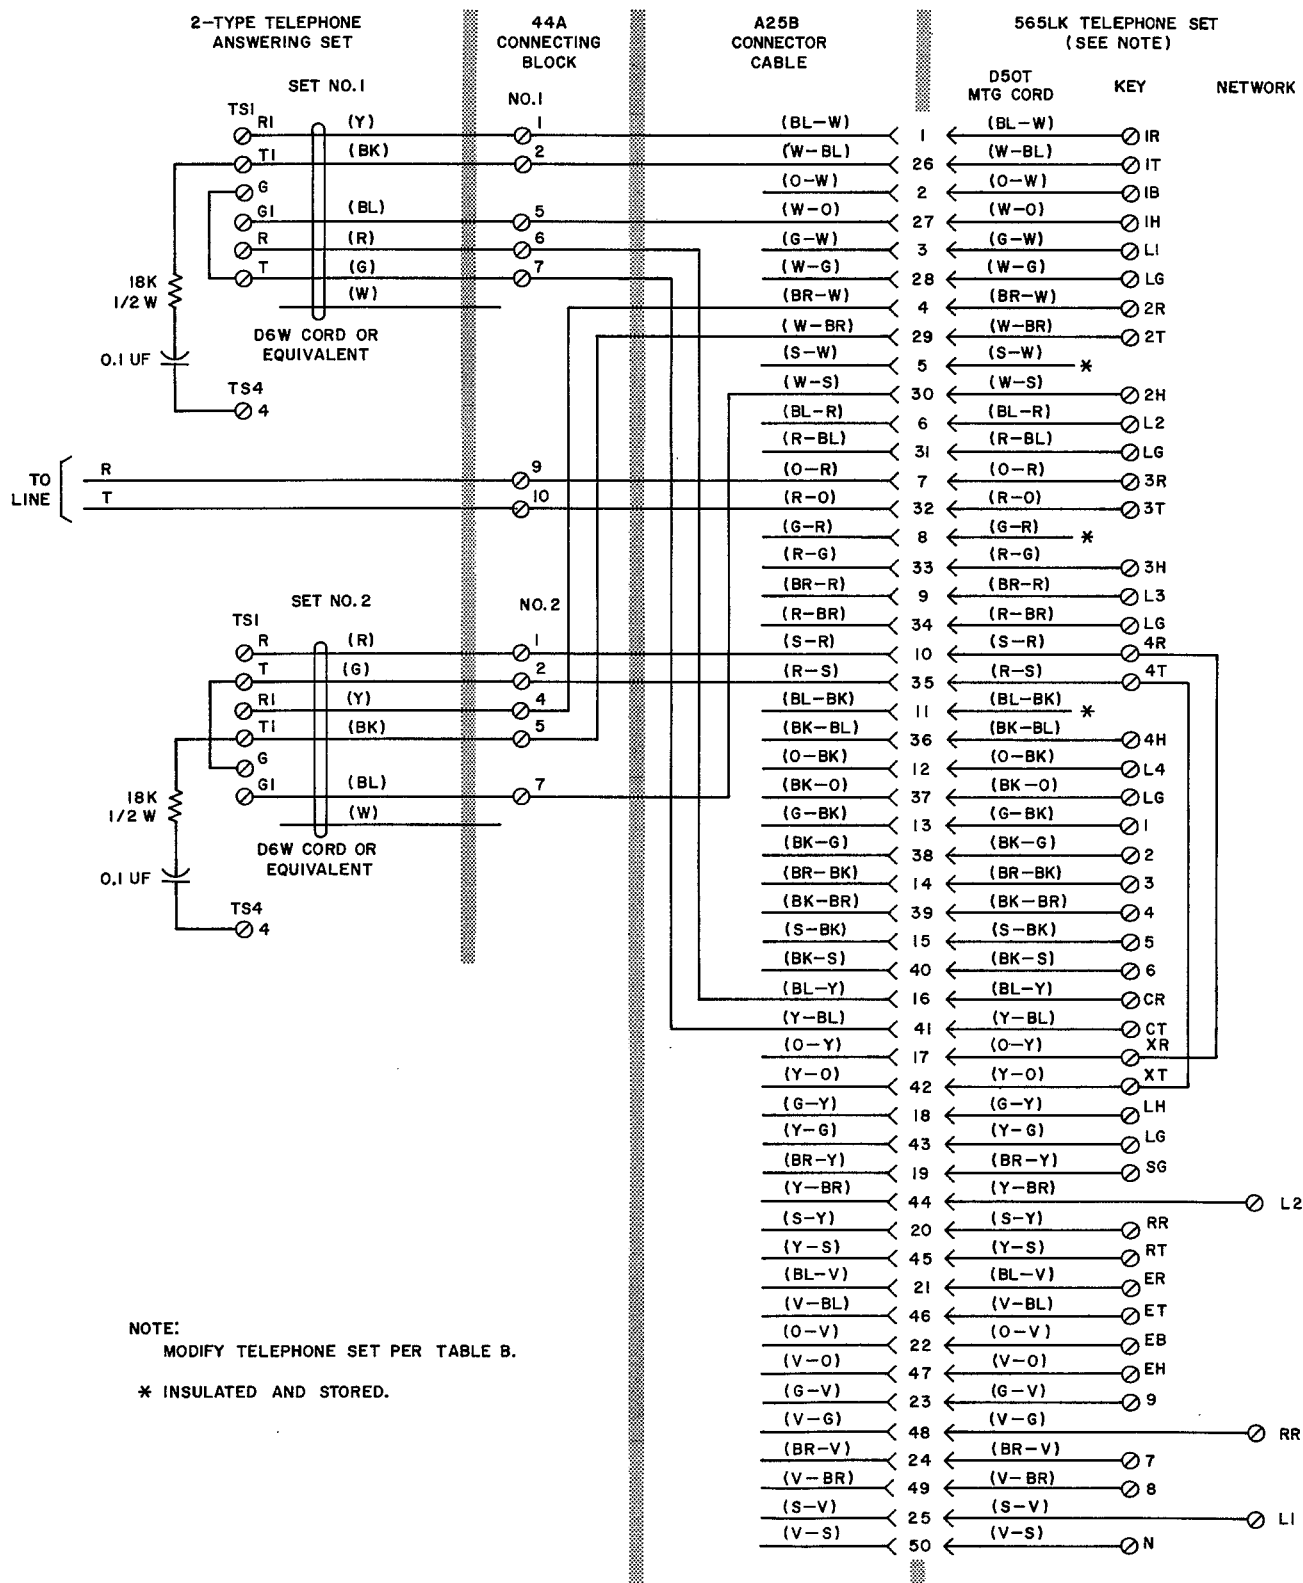 2-TYPE TELEPHONE ANSWERING SET
44A CONNECTING BLOCK
A25B CONNECTOR CABLE
565LK TELEPHONE SET (SEE NOTE)
D50T MTG CORD
KEY
NETWORK
SET NO.1
NO.1
TS1
R1 (Y) 1 (BL-W) 1 (BL-W) 1R
T1 (BK) 2 (W-BL) 26 (W-BL) 1T
G (O-W) 2 (O-W) 1B
G1 (BL) 5 (W-O) 27 (W-O) 1H
R (R) 6 (G-W) 3 (G-W) L1
T (G) 7 (W-G) 28 (W-G) LG
18K 1/2 W
(W) (BR-W) 4 (BR-W) 2R
D6W CORD OR EQUIVALENT
(W-BR) 29 (W-BR) 2T
0.1 UF
(S-W) 5 (S-W) *
TS4
(W-S) 30 (W-S) 2H
4
(BL-R) 6 (BL-R) L2
(R-BL) 31 (R-BL) LG
TO LINE
R 9 (O-R) 7 (O-R) 3R
T 10 (R-O) 32 (R-O) 3T
(G-R) 8 (G-R) *
(R-G) 33 (R-G) 3H
SET NO.2
NO.2
(BR-R) 9 (BR-R) L3
TS1
(R-BR) 34 (R-BR) LG
R (R) 1 (S-R) 10 (S-R) 4R
T (G) 2 (R-S) 35 (R-S) 4T
R1 (Y) 4 (BL-BK) 11 (BL-BK) *
T1 (BK) 5 (BK-BL) 36 (BK-BL) 4H
G (O-BK) 12 (O-BK) L4
G1 (BL) 7 (BK-O) 37 (BK-O) LG
18K 1/2 W
(W) (G-BK) 13 (G-BK) 1
D6W CORD OR EQUIVALENT
(BK-G) 38 (BK-G) 2
0.1 UF
(BR-BK) 14 (BR-BK) 3
TS4
(BK-BR) 39 (BK-BR) 4
4
(S-BK) 15 (S-BK) 5
(BK-S) 40 (BK-S) 6
(BL-Y) 16 (BL-Y) CR
(Y-BL) 41 (Y-BL) CT
(O-Y) 17 (O-Y) XR
(Y-O) 42 (Y-O) XT
(G-Y) 18 (G-Y) LH
(Y-G) 43 (Y-G) LG
(BR-Y) 19 (BR-Y) SG
(Y-BR) 44 (Y-BR) L2
(S-Y) 20 (S-Y) RR
(Y-S) 45 (Y-S) RT
(BL-V) 21 (BL-V) ER
(V-BL) 46 (V-BL) ET
(O-V) 22 (O-V) EB
(V-O) 47 (V-O) EH
(G-V) 23 (G-V) 9
(V-G) 48 (V-G) RR
(BR-V) 24 (BR-V) 7
(V-BR) 49 (V-BR) 8
(S-V) 25 (S-V) L1
(V-S) 50 (V-S) N
NOTE:
MODIFY TELEPHONE SET PER TABLE B.
* INSULATED AND STORED.